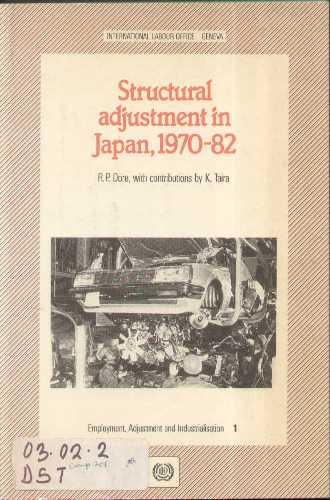 INTERNATIONAL LABOUR OFFICE GENEVA
Structural
adjustment in
Japan, 1970-82
R. P. Dore, with contributions by K. Taira
Employment, Adjustment and Industrialisation 1
03.02.2
DST